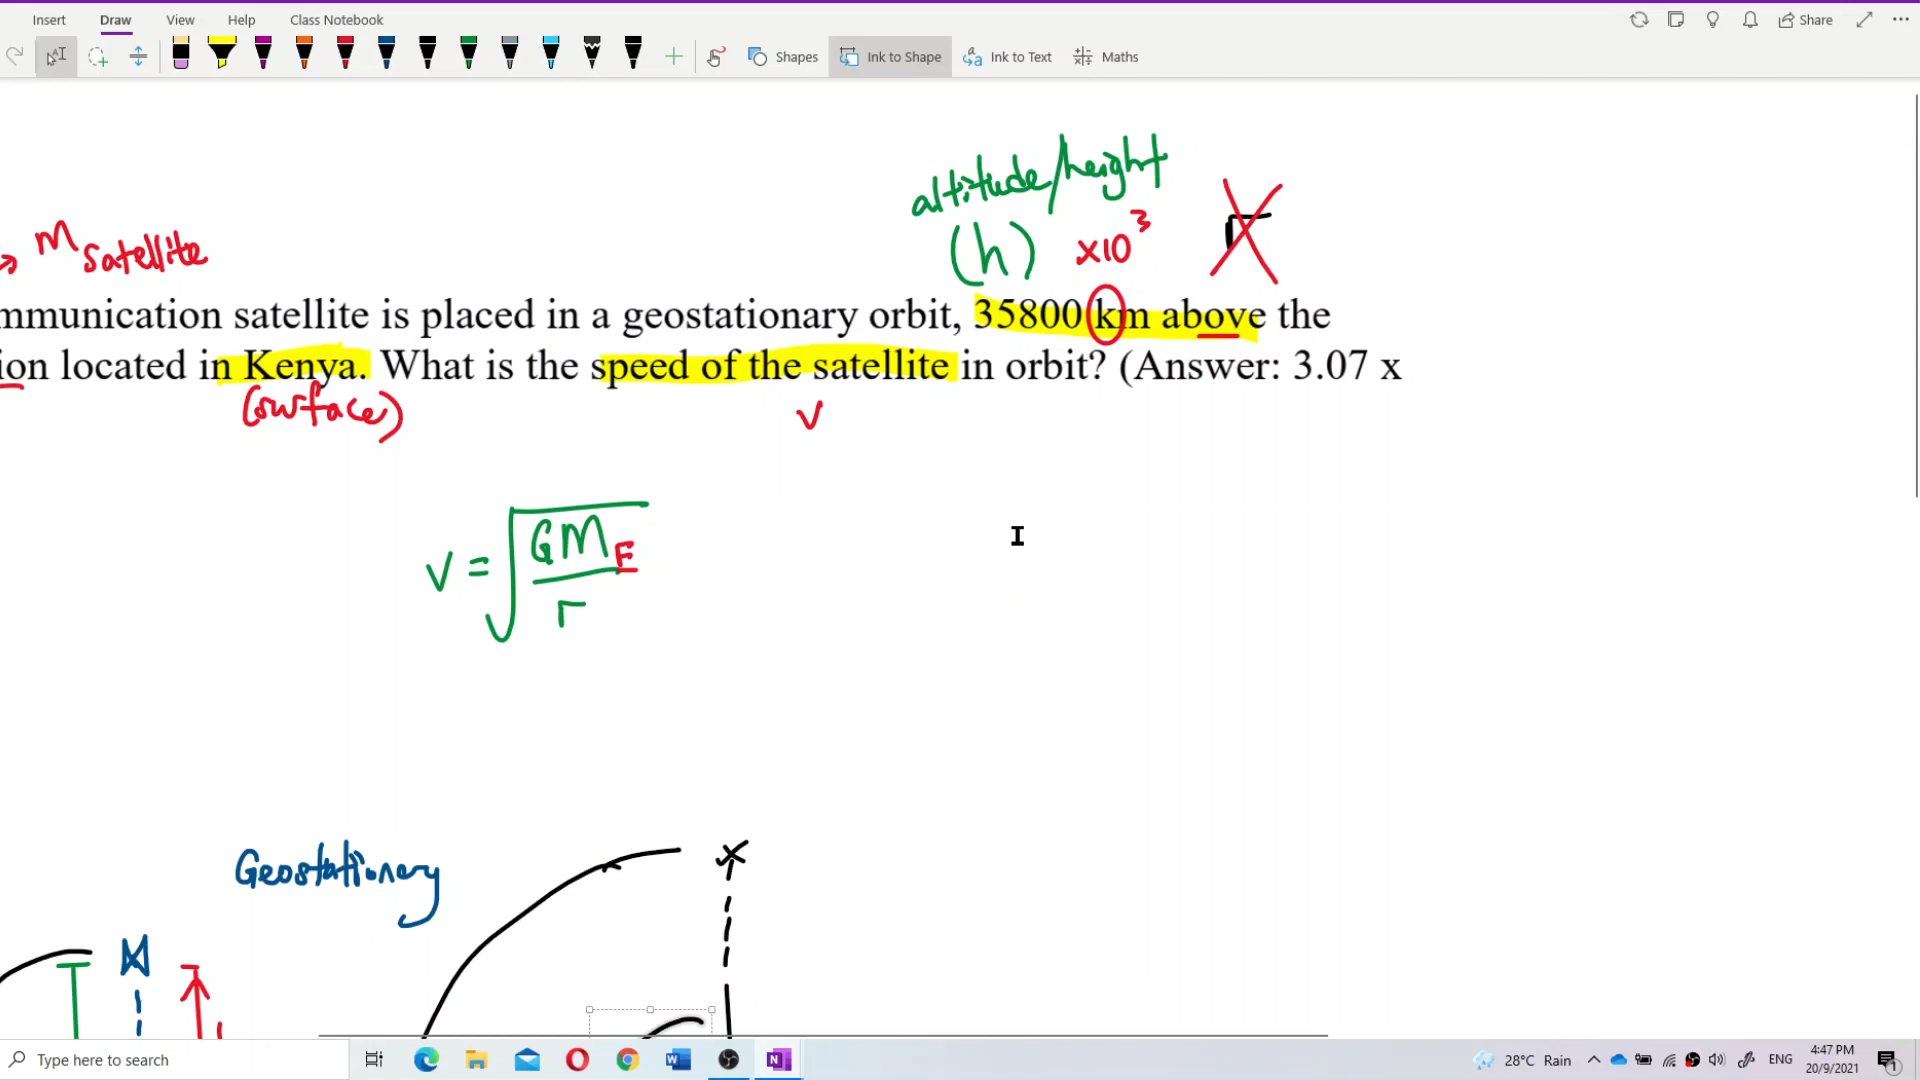 Insert Draw View Help Class Notebook Share
Shapes Ink to Shape Ink to Text Maths
altitude/height
M satellite
(h) x10³ r
mmunication satellite is placed in a geostationary orbit, 35800 km above the
ion located in Kenya. What is the speed of the satellite in orbit? (Answer: 3.07 x
(surface) v
v = √(GM_E / r)
Geostationary
Type here to search
28°C Rain ENG 4:47 PM
20/9/2021 1